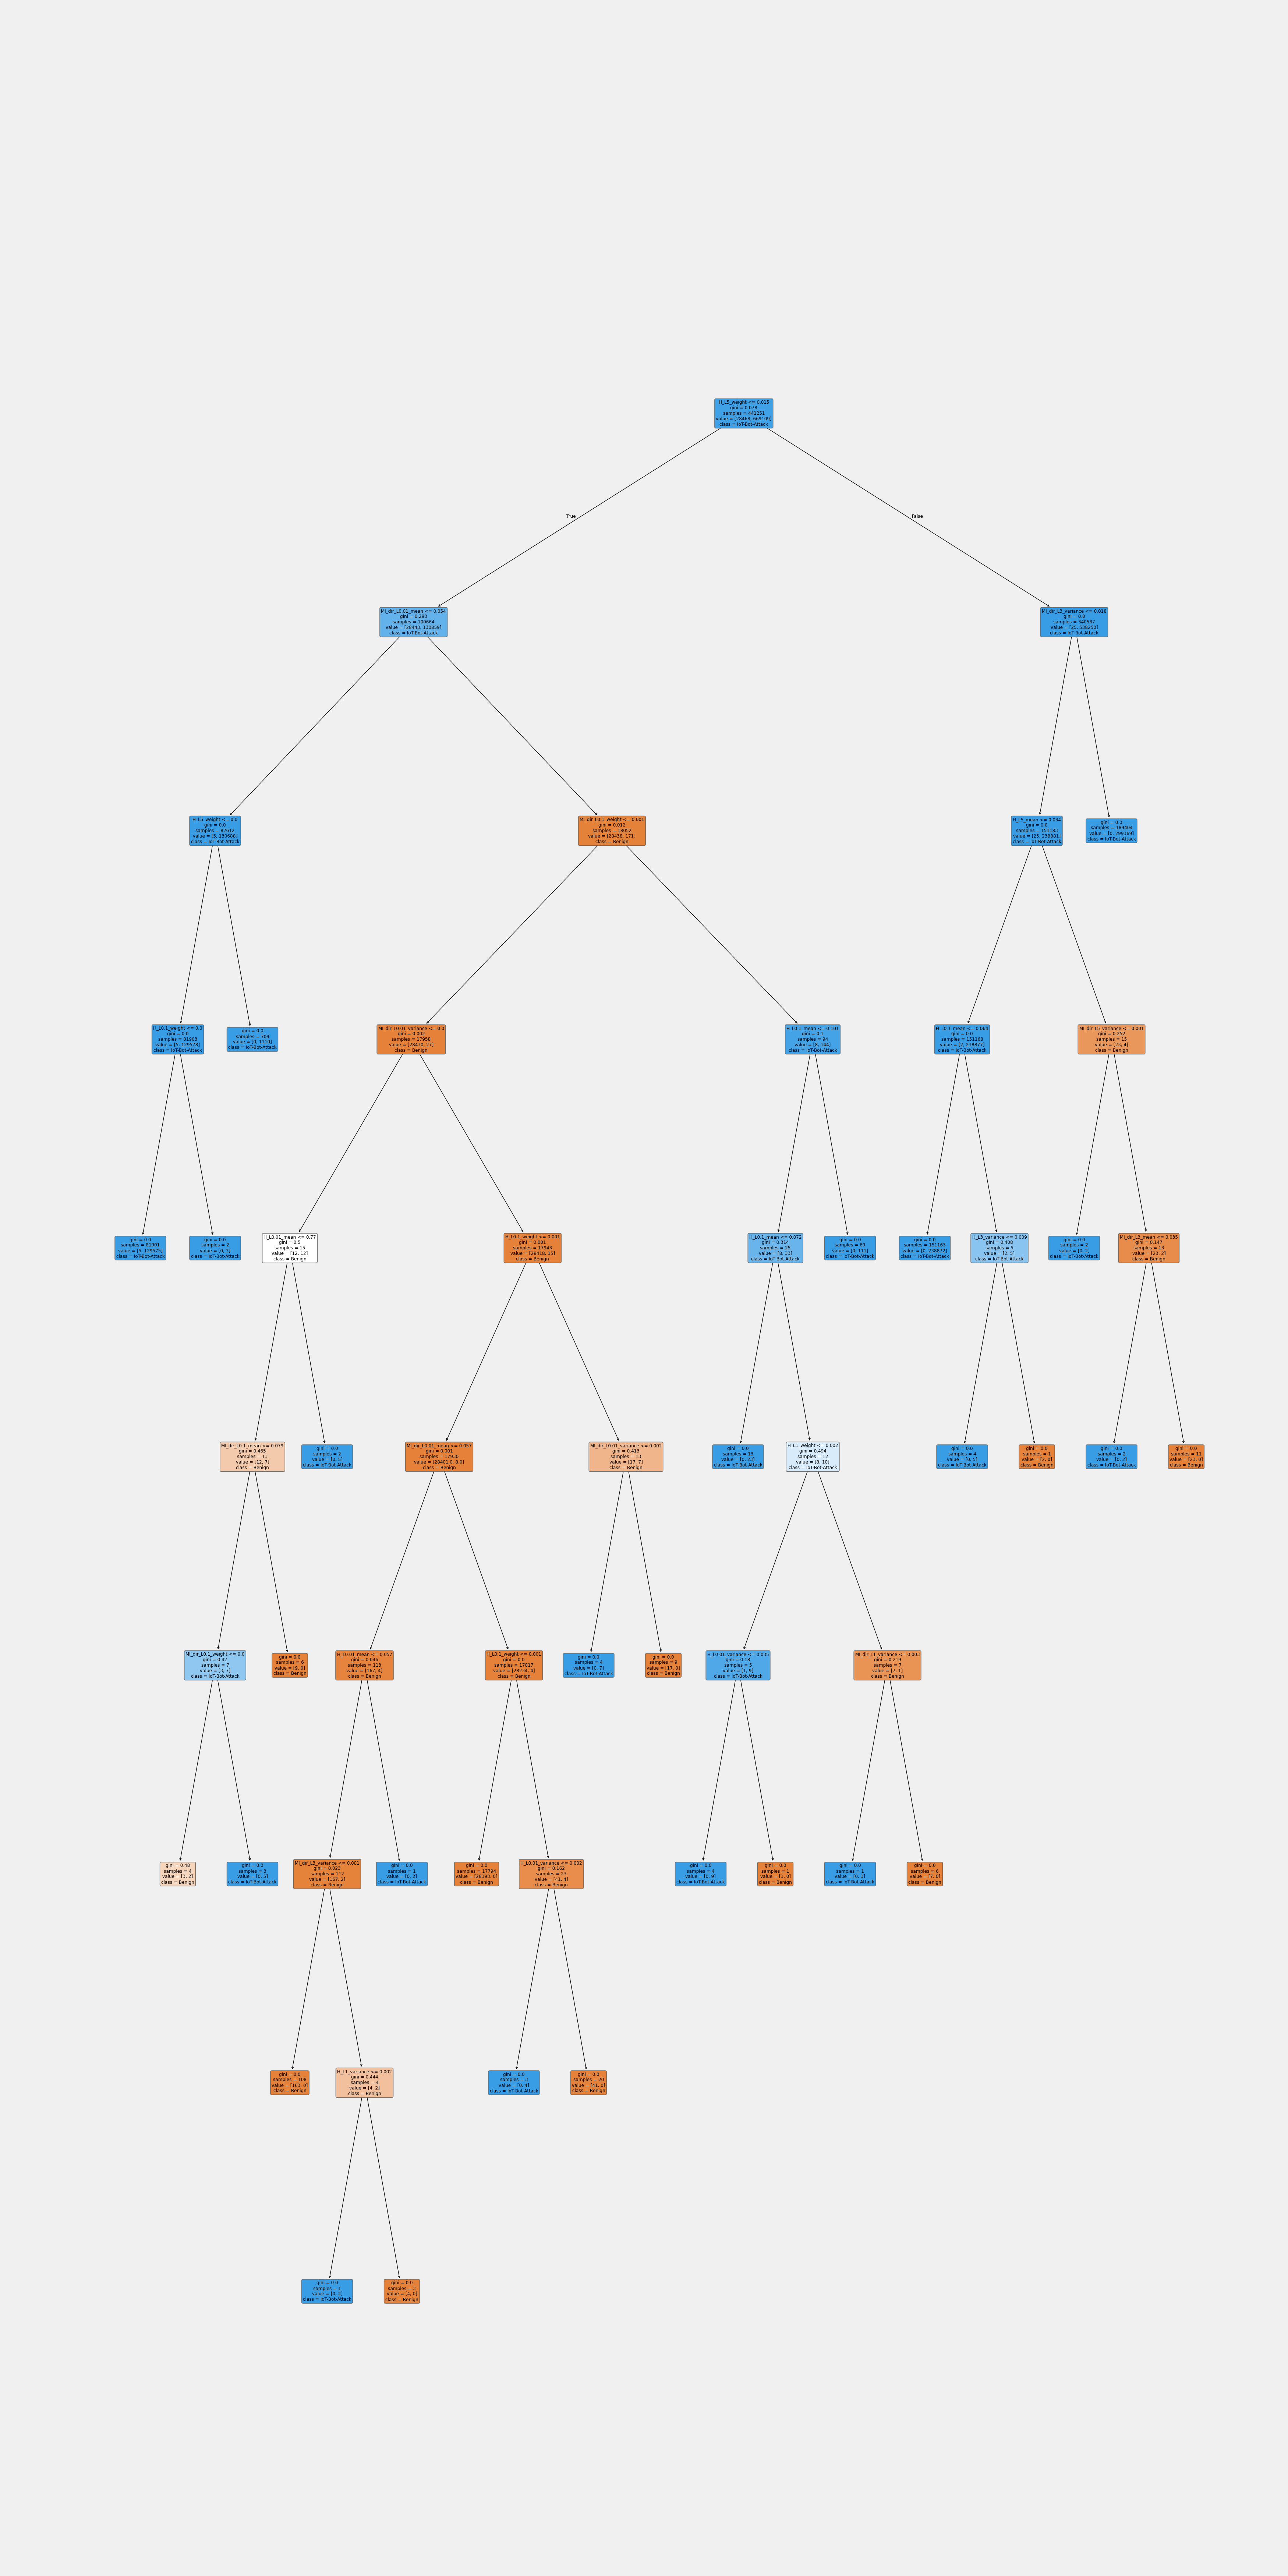 H_L5_weight <= 0.015
gini = 0.078
samples = 441251
value = [28468, 669109]
class = IoT-Bot-Attack
True
False
MI_dir_L0.01_mean <= 0.054
gini = 0.293
samples = 100664
value = [28443, 130859]
class = IoT-Bot-Attack
MI_dir_L3_variance <= 0.018
gini = 0.0
samples = 340587
value = [25, 538250]
class = IoT-Bot-Attack
H_L5_weight <= 0.0
gini = 0.0
samples = 82612
value = [5, 130688]
class = IoT-Bot-Attack
MI_dir_L0.1_weight <= 0.001
gini = 0.012
samples = 18052
value = [28438, 171]
class = Benign
H_L5_mean <= 0.034
gini = 0.0
samples = 151183
value = [25, 238881]
class = IoT-Bot-Attack
gini = 0.0
samples = 189404
value = [0, 299369]
class = IoT-Bot-Attack
H_L0.1_weight <= 0.0
gini = 0.0
samples = 81903
value = [5, 129578]
class = IoT-Bot-Attack
gini = 0.0
samples = 709
value = [0, 1110]
class = IoT-Bot-Attack
MI_dir_L0.01_variance <= 0.0
gini = 0.002
samples = 17958
value = [28430, 27]
class = Benign
H_L0.1_mean <= 0.101
gini = 0.1
samples = 94
value = [8, 144]
class = IoT-Bot-Attack
H_L0.1_mean <= 0.064
gini = 0.0
samples = 151168
value = [2, 238877]
class = IoT-Bot-Attack
MI_dir_L5_variance <= 0.001
gini = 0.252
samples = 15
value = [23, 4]
class = Benign
gini = 0.0
samples = 81901
value = [5, 129575]
class = IoT-Bot-Attack
gini = 0.0
samples = 2
value = [0, 3]
class = IoT-Bot-Attack
H_L0.01_mean <= 0.77
gini = 0.5
samples = 15
value = [12, 12]
class = Benign
H_L0.1_weight <= 0.001
gini = 0.001
samples = 17943
value = [28418, 15]
class = Benign
H_L0.1_mean <= 0.072
gini = 0.314
samples = 25
value = [8, 33]
class = IoT-Bot-Attack
gini = 0.0
samples = 69
value = [0, 111]
class = IoT-Bot-Attack
gini = 0.0
samples = 151163
value = [0, 238872]
class = IoT-Bot-Attack
H_L3_variance <= 0.009
gini = 0.408
samples = 5
value = [2, 5]
class = IoT-Bot-Attack
gini = 0.0
samples = 2
value = [0, 2]
class = IoT-Bot-Attack
MI_dir_L3_mean <= 0.035
gini = 0.147
samples = 13
value = [23, 2]
class = Benign
MI_dir_L0.1_mean <= 0.079
gini = 0.465
samples = 13
value = [12, 7]
class = Benign
gini = 0.0
samples = 2
value = [0, 5]
class = IoT-Bot-Attack
MI_dir_L0.01_mean <= 0.057
gini = 0.001
samples = 17930
value = [28401.0, 8.0]
class = Benign
MI_dir_L0.01_variance <= 0.002
gini = 0.413
samples = 13
value = [17, 7]
class = Benign
gini = 0.0
samples = 13
value = [0, 23]
class = IoT-Bot-Attack
H_L1_weight <= 0.002
gini = 0.494
samples = 12
value = [8, 10]
class = IoT-Bot-Attack
gini = 0.0
samples = 4
value = [0, 5]
class = IoT-Bot-Attack
gini = 0.0
samples = 1
value = [2, 0]
class = Benign
gini = 0.0
samples = 2
value = [0, 2]
class = IoT-Bot-Attack
gini = 0.0
samples = 11
value = [23, 0]
class = Benign
MI_dir_L0.1_weight <= 0.0
gini = 0.42
samples = 7
value = [3, 7]
class = IoT-Bot-Attack
gini = 0.0
samples = 6
value = [9, 0]
class = Benign
H_L0.01_mean <= 0.057
gini = 0.046
samples = 113
value = [167, 4]
class = Benign
H_L0.1_weight <= 0.001
gini = 0.0
samples = 17817
value = [28234, 4]
class = Benign
gini = 0.0
samples = 4
value = [0, 7]
class = IoT-Bot-Attack
gini = 0.0
samples = 9
value = [17, 0]
class = Benign
H_L0.01_variance <= 0.035
gini = 0.18
samples = 5
value = [1, 9]
class = IoT-Bot-Attack
MI_dir_L1_variance <= 0.003
gini = 0.219
samples = 7
value = [7, 1]
class = Benign
gini = 0.48
samples = 4
value = [3, 2]
class = Benign
gini = 0.0
samples = 3
value = [0, 5]
class = IoT-Bot-Attack
MI_dir_L3_variance <= 0.001
gini = 0.023
samples = 112
value = [167, 2]
class = Benign
gini = 0.0
samples = 1
value = [0, 2]
class = IoT-Bot-Attack
gini = 0.0
samples = 17794
value = [28193, 0]
class = Benign
H_L0.01_variance <= 0.002
gini = 0.162
samples = 23
value = [41, 4]
class = Benign
gini = 0.0
samples = 4
value = [0, 9]
class = IoT-Bot-Attack
gini = 0.0
samples = 1
value = [1, 0]
class = Benign
gini = 0.0
samples = 1
value = [0, 1]
class = IoT-Bot-Attack
gini = 0.0
samples = 6
value = [7, 0]
class = Benign
gini = 0.0
samples = 108
value = [163, 0]
class = Benign
H_L1_variance <= 0.002
gini = 0.444
samples = 4
value = [4, 2]
class = Benign
gini = 0.0
samples = 3
value = [0, 4]
class = IoT-Bot-Attack
gini = 0.0
samples = 20
value = [41, 0]
class = Benign
gini = 0.0
samples = 1
value = [0, 2]
class = IoT-Bot-Attack
gini = 0.0
samples = 3
value = [4, 0]
class = Benign